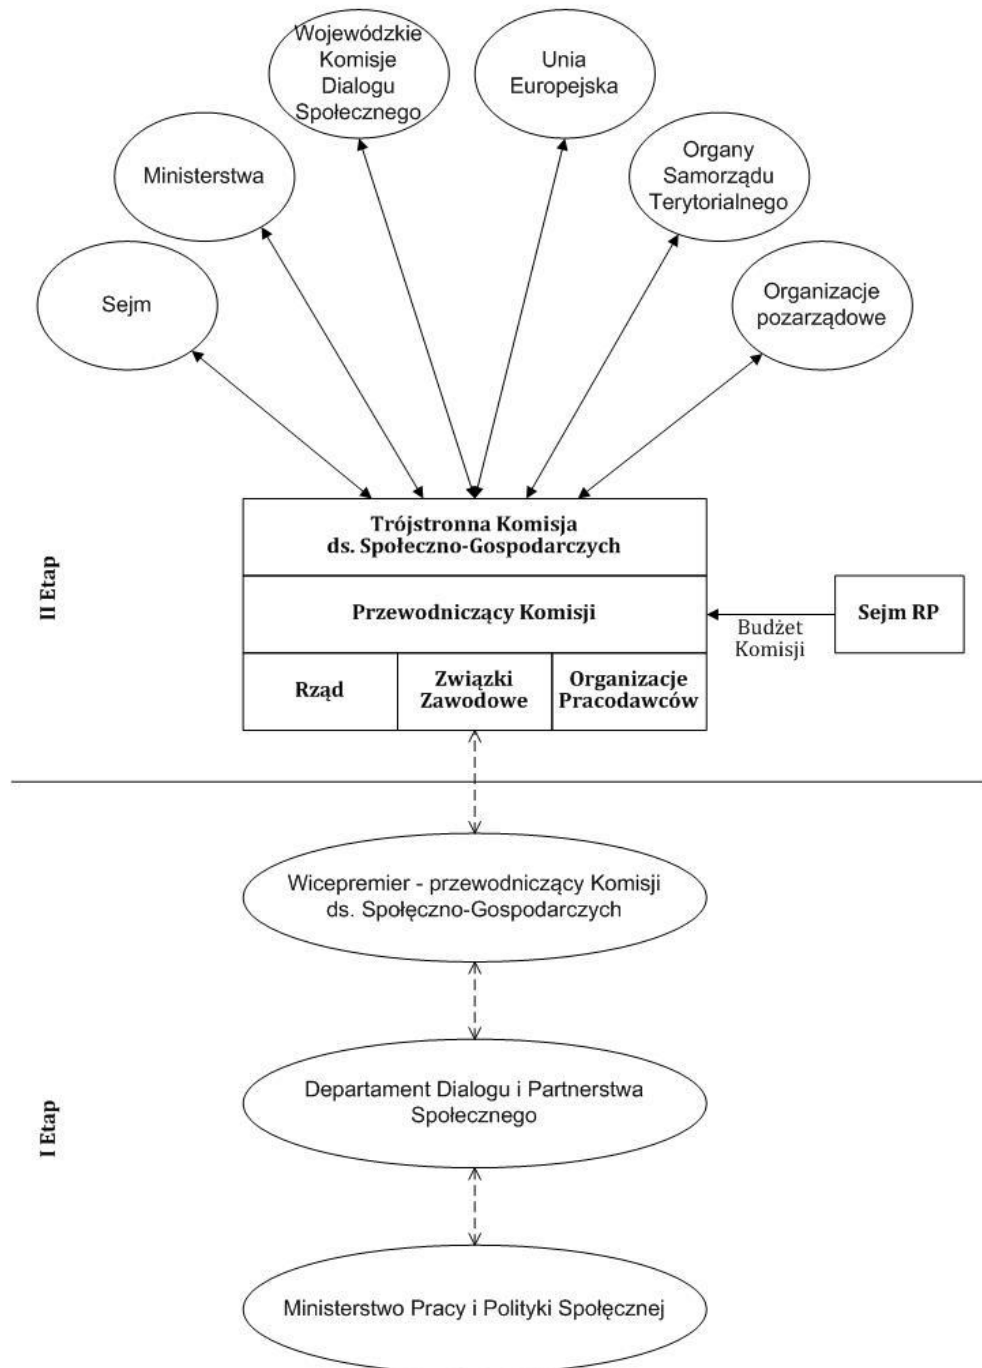 Wojewódzkie
Komisje
Dialogu
Społecznego
Unia
Europejska
Ministerstwa
Organy
Samorządu
Terytorialnego
Sejm
Organizacje
pozarządowe
II Etap
Trójstronna Komisja
ds. Społeczno-Gospodarczych
Przewodniczący Komisji
Rząd
Związki
Zawodowe
Organizacje
Pracodawców
Budżet
Komisji
Sejm RP
I Etap
Wicepremier - przewodniczący Komisji
ds. Społęczno-Gospodarczych
Departament Dialogu i Partnerstwa
Społecznego
Ministerstwo Pracy i Polityki Społęcznej